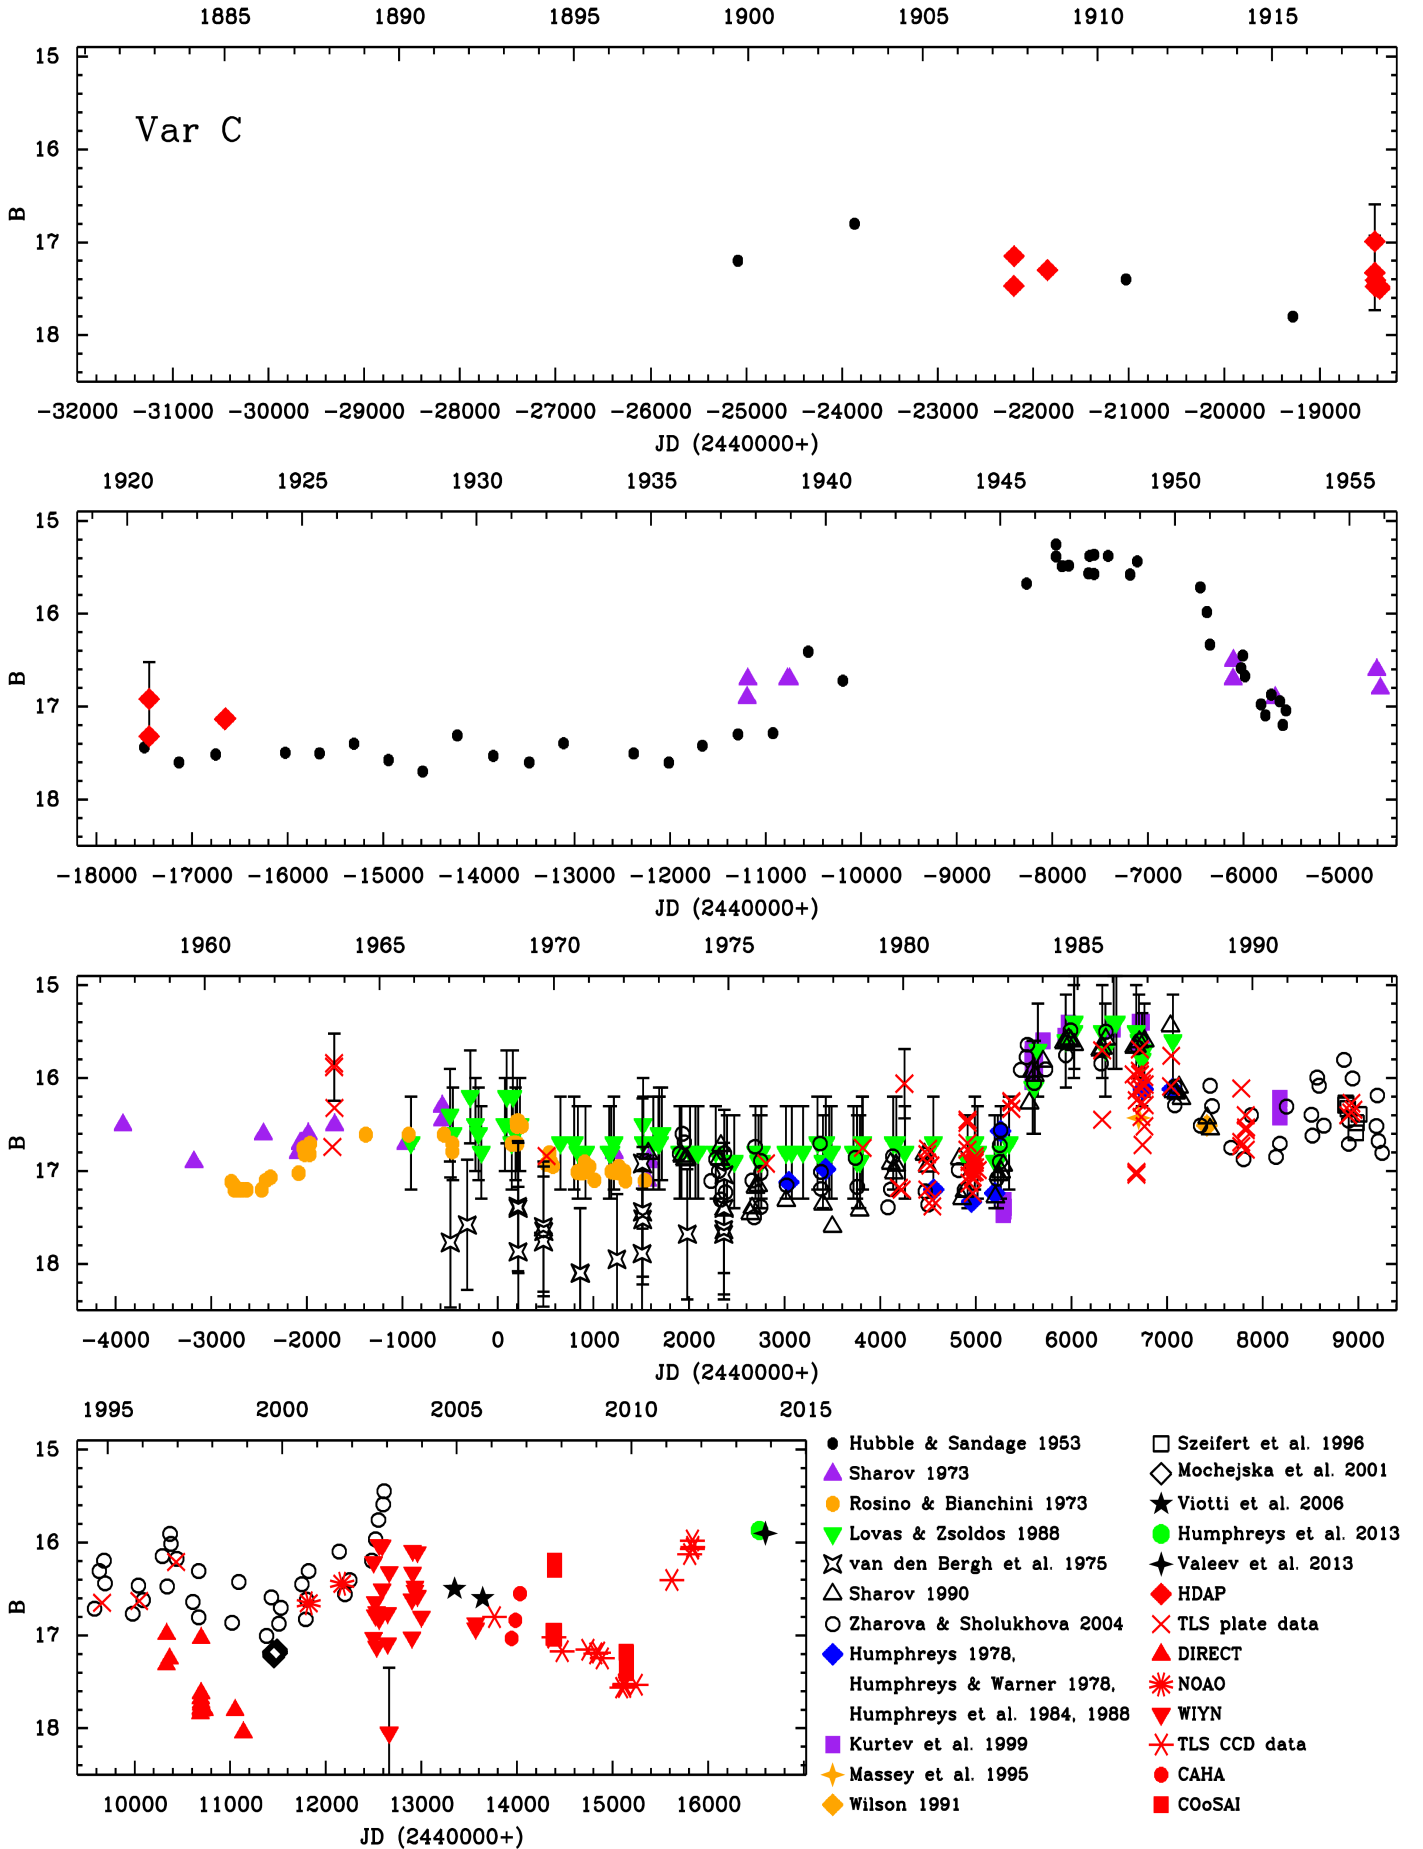 1885 1890 1895 1900 1905 1910 1915
15
Var C
16
B
17
18
-32000 -31000 -30000 -29000 -28000 -27000 -26000 -25000 -24000 -23000 -22000 -21000 -20000 -19000
JD (2440000+)
1920 1925 1930 1935 1940 1945 1950 1955
15
16
B
17
18
-18000 -17000 -16000 -15000 -14000 -13000 -12000 -11000 -10000 -9000 -8000 -7000 -6000 -5000
JD (2440000+)
1960 1965 1970 1975 1980 1985 1990
15
16
B
17
18
-4000 -3000 -2000 -1000 0 1000 2000 3000 4000 5000 6000 7000 8000 9000
JD (2440000+)
1995 2000 2005 2010 2015
15
16
B
17
18
10000 11000 12000 13000 14000 15000 16000
JD (2440000+)
Hubble & Sandage 1953
Sharov 1973
Rosino & Bianchini 1973
Lovas & Zsoldos 1988
van den Bergh et al. 1975
Sharov 1990
Zharova & Sholukhova 2004
Humphreys 1978,
Humphreys & Warner 1978,
Humphreys et al. 1984, 1988
Kurtev et al. 1999
Massey et al. 1995
Wilson 1991
Szeifert et al. 1996
Mochejska et al. 2001
Viotti et al. 2006
Humphreys et al. 2013
Valeev et al. 2013
HDAP
TLS plate data
DIRECT
NOAO
WIYN
TLS CCD data
CAHA
COoSAI